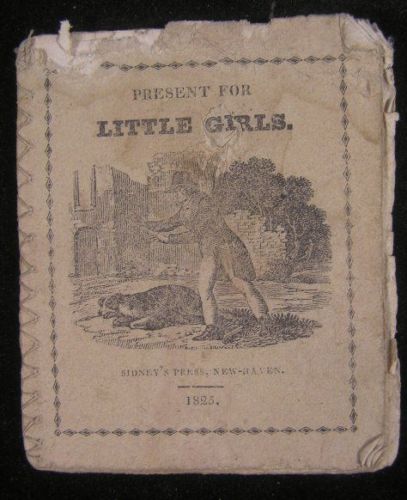 PRESENT FOR
LITTLE GIRLS.
SIDNEY'S PRESS, NEW-HAVEN.
1825.